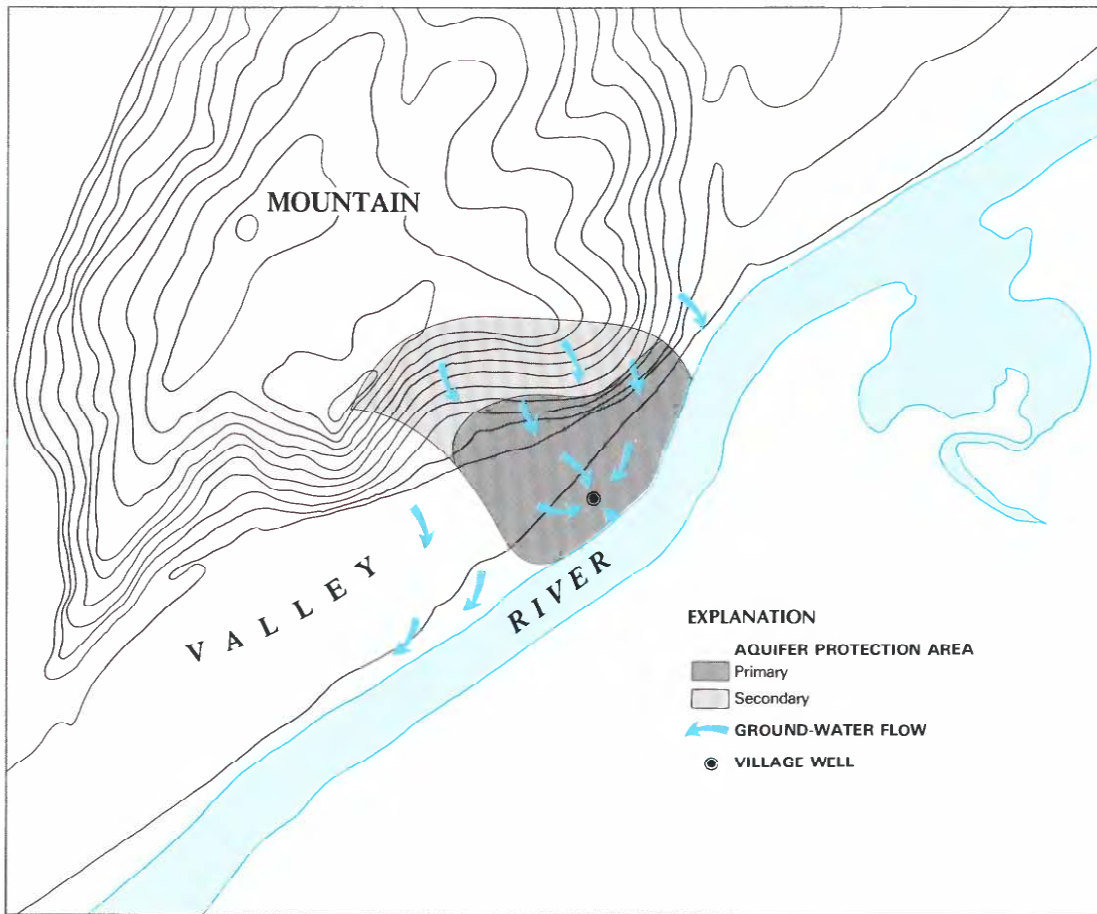 MOUNTAIN
VALLEY
RIVER
EXPLANATION
AQUIFER PROTECTION AREA
Primary
Secondary
GROUND-WATER FLOW
VILLAGE WELL